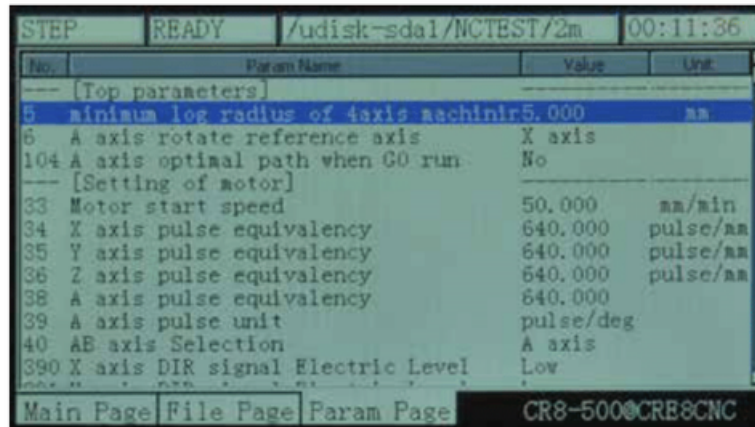 STEP READY /udisk-sda1/NCTEST/2m 00:11:36
No. Param Name Value Unit
--- [Top parameters]
5 minimum log radius of 4axis machinir5.000 mm
6 A axis rotate reference axis X axis
104 A axis optimal path when G0 run No
--- [Setting of motor]
33 Motor start speed 50.000 mm/min
34 X axis pulse equivalency 640.000 pulse/mm
35 Y axis pulse equivalency 640.000 pulse/mm
36 Z axis pulse equivalency 640.000 pulse/mm
38 A axis pulse equivalency 640.000
39 A axis pulse unit pulse/deg
40 AB axis Selection A axis
390 X axis DIR signal Electric Level Low
Main Page File Page Param Page CR8-500@CRE8CNC